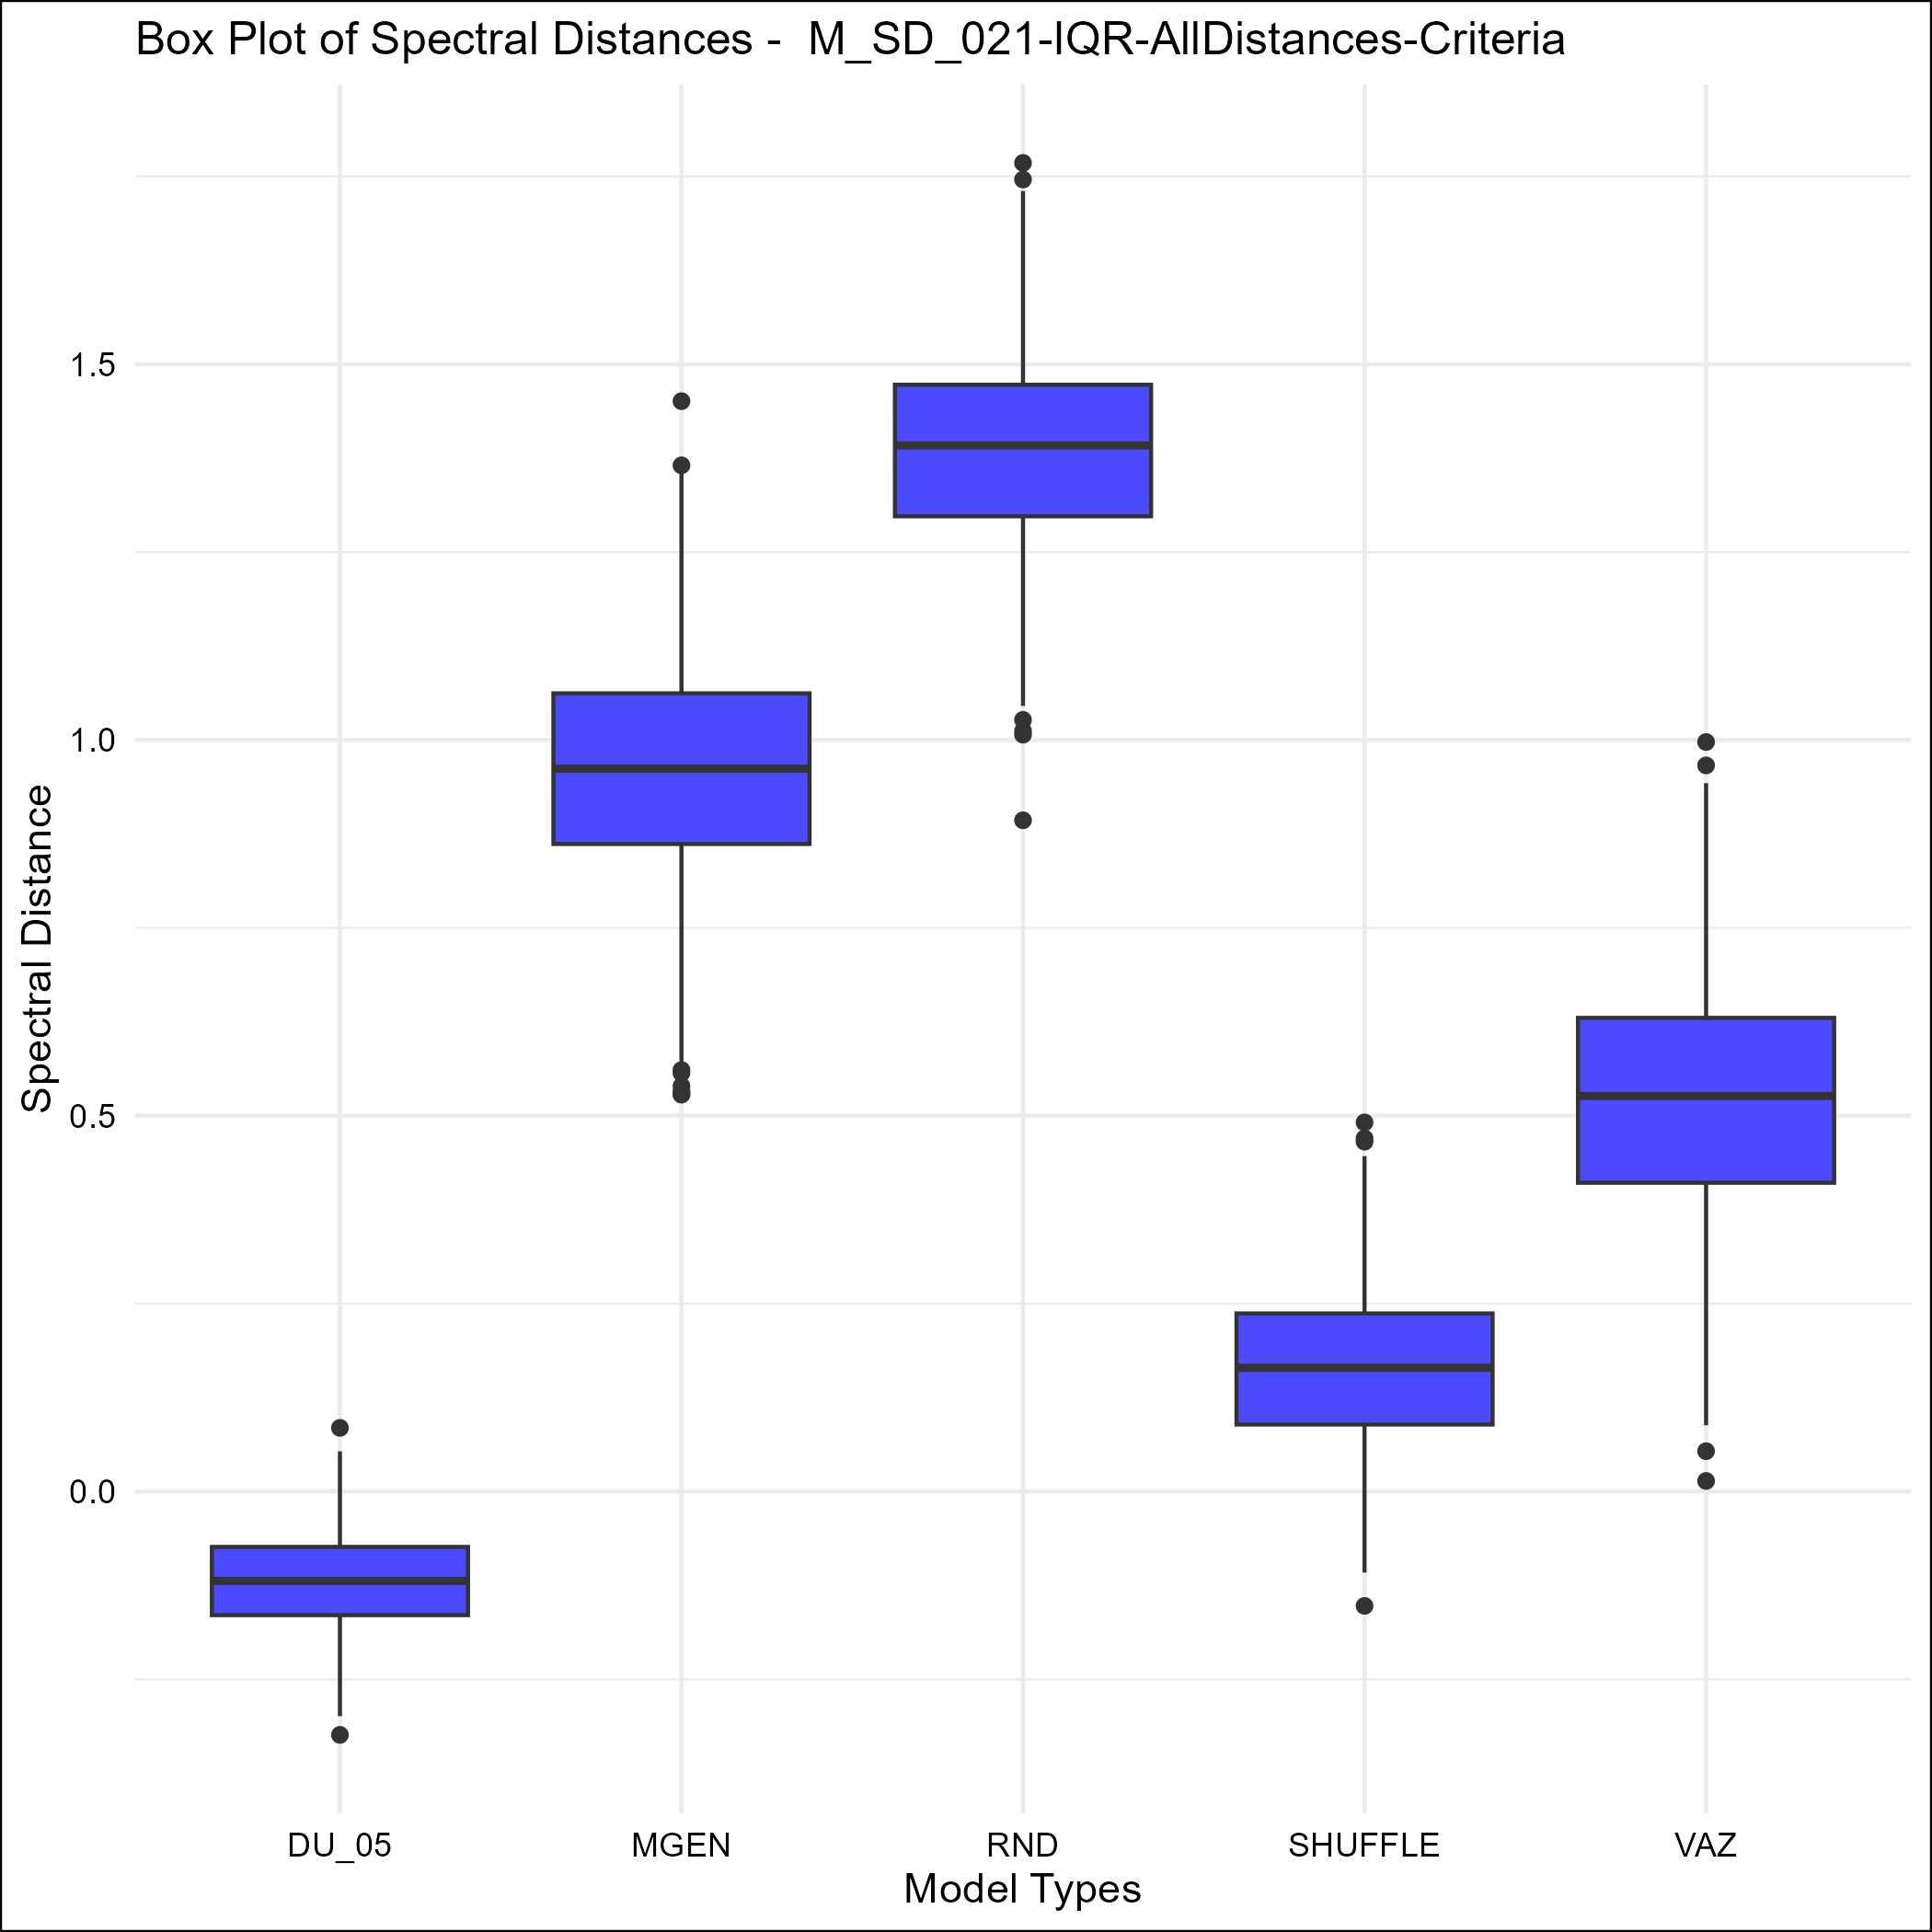 Box Plot of Spectral Distances -  M_SD_021-IQR-AllDistances-Criteria
Spectral Distance
1.5
1.0
0.5
0.0
DU_05 MGEN RND SHUFFLE VAZ
Model Types